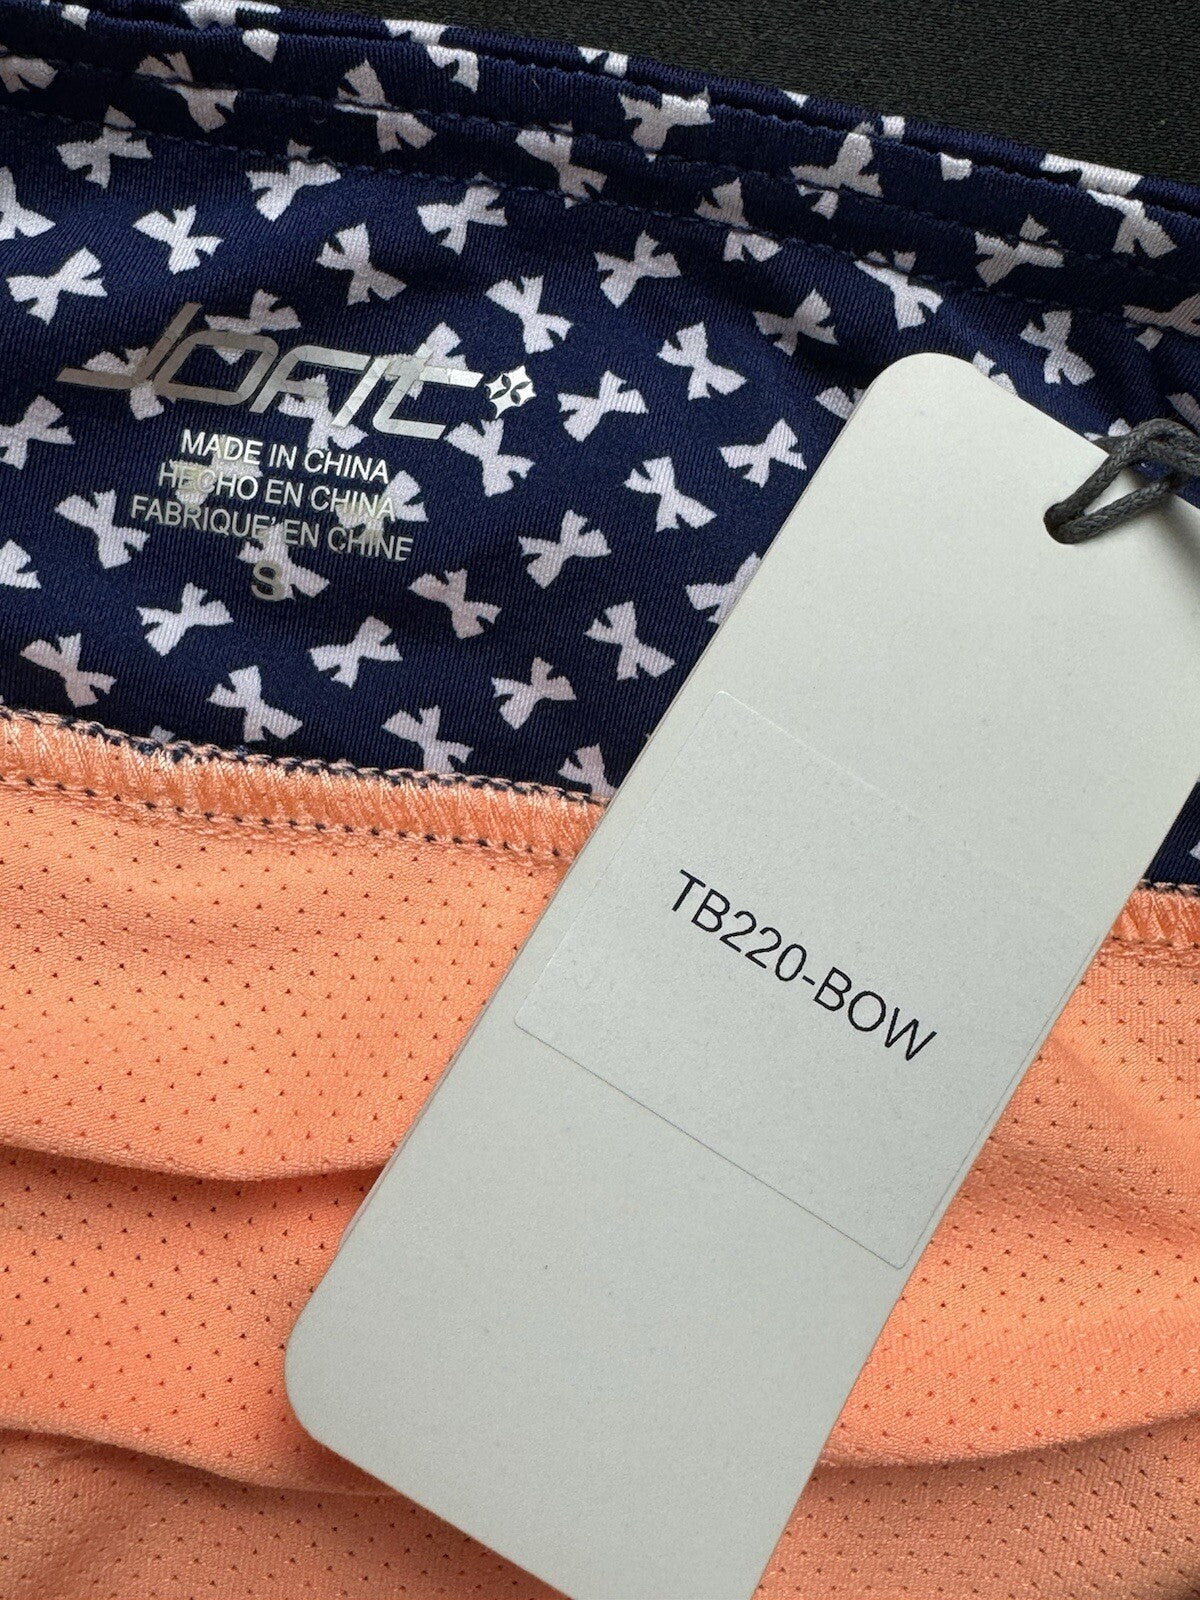 JOFIT
MADE IN CHINA
HECHO EN CHINA
FABRIQUE' EN CHINE
S
TB220-BOW